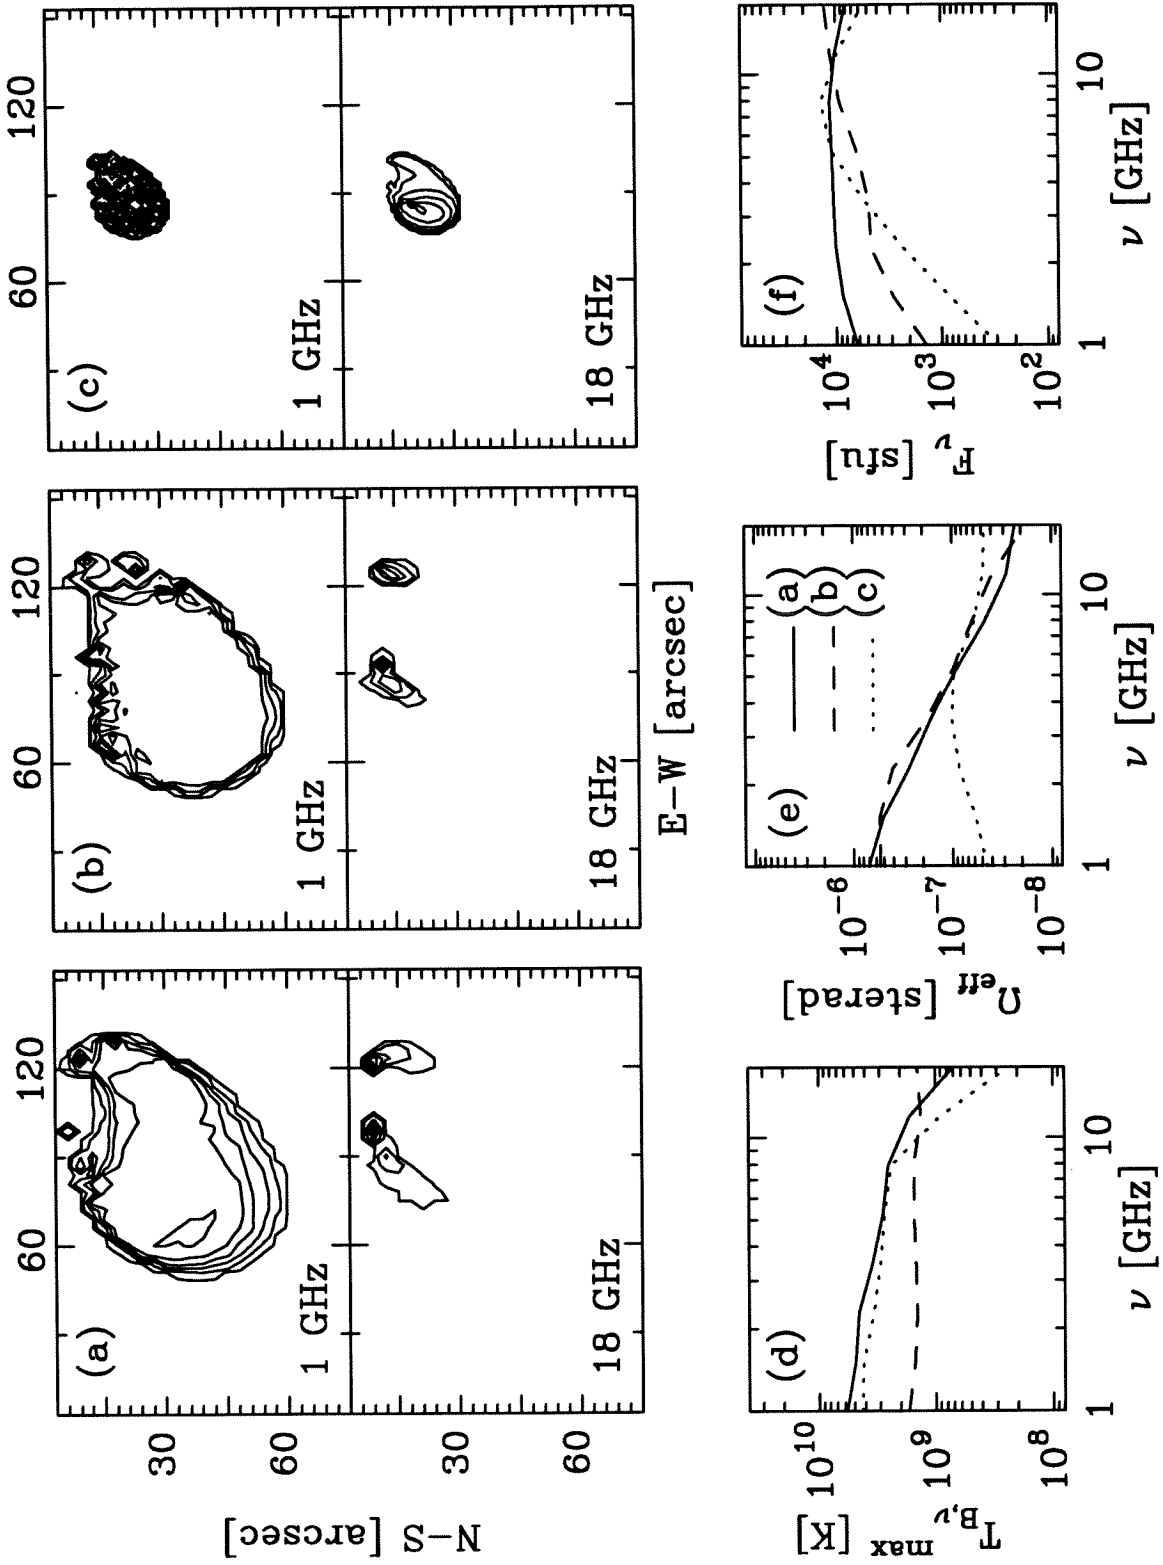 60 120 60 120 60 120
(a) (b) (c)
30
60
1 GHz 1 GHz 1 GHz
30
60
18 GHz 18 GHz 18 GHz
N-S [arcsec]
E-W [arcsec]
(d)
10^10
10^9
10^8
T_B,ν^max [K]
1 10
ν [GHz]
(e)
(a)
(b)
(c)
10^-6
10^-7
10^-8
Ω_eff [sterad]
1 10
ν [GHz]
(f)
10^4
10^3
10^2
F_ν [sfu]
1 10
ν [GHz]